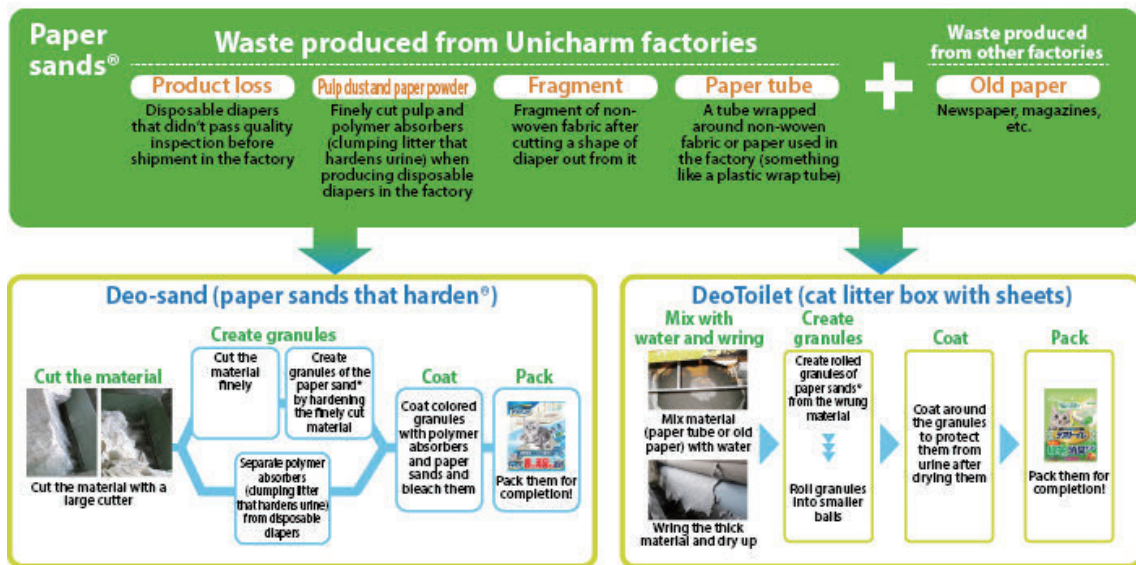 Paper
sands®
Waste produced from Unicharm factories
Product loss
Disposable diapers
that didn't pass quality
inspection before
shipment in the factory
Pulp dust and paper powder
Finely cut pulp and
polymer absorbers
(clumping litter that
hardens urine) when
producing disposable
diapers in the factory
Fragment
Fragment of non-
woven fabric after
cutting a shape of
diaper out from it
Paper tube
A tube wrapped
around non-woven
fabric or paper used in
the factory (something
like a plastic wrap tube)
+
Waste produced
from other factories
Old paper
Newspaper, magazines,
etc.
Deo-sand (paper sands that harden®)
Cut the material
Cut the material with a
large cutter
Create granules
Cut the
material
finely
Create
granules of the
paper sand*
by hardening
the finely cut
material
Separate polymer
absorbers
(clumping litter
that hardens urine)
from disposable
diapers
Coat
Coat colored
granules
with polymer
absorbers
and paper
sands and
bleach them
Pack
Pack them for
completion!
DeoToilet (cat litter box with sheets)
Mix with
water and wring
Mix material
(paper tube or old
paper) with water
Wring the thick
material and dry up
Create
granules
Create rolled
granules of
paper sands*
from the wrung
material
Roll granules
into smaller
balls
Coat
Coat around
the granules
to protect
them from
urine after
drying them
Pack
Pack them for
completion!